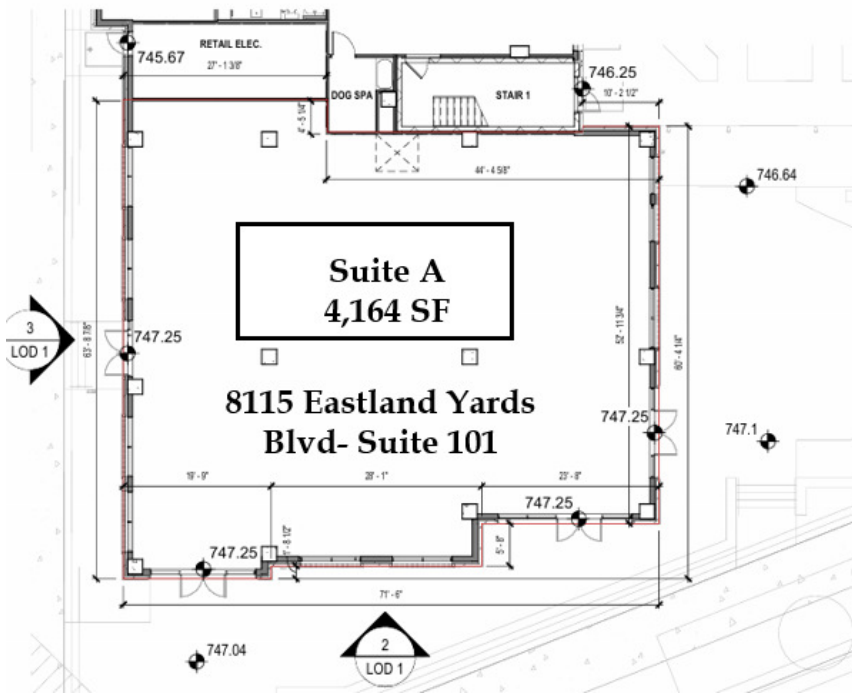 RETAIL ELEC.
745.67
27' - 1 3/8"
DOG SPA
STAIR 1
746.25
10' - 2 1/2"
4' - 5 1/4"
44' - 4 5/8"
746.64
Suite A
4,164 SF
3
LOD 1
63' - 8 7/8"
747.25
52' - 11 3/4"
60' - 4 1/4"
8115 Eastland Yards
Blvd- Suite 101
747.25
747.1
19' - 9"
28' - 1"
23' - 8"
747.25
747.25
5' - 8"
71' - 6"
747.04
2
LOD 1